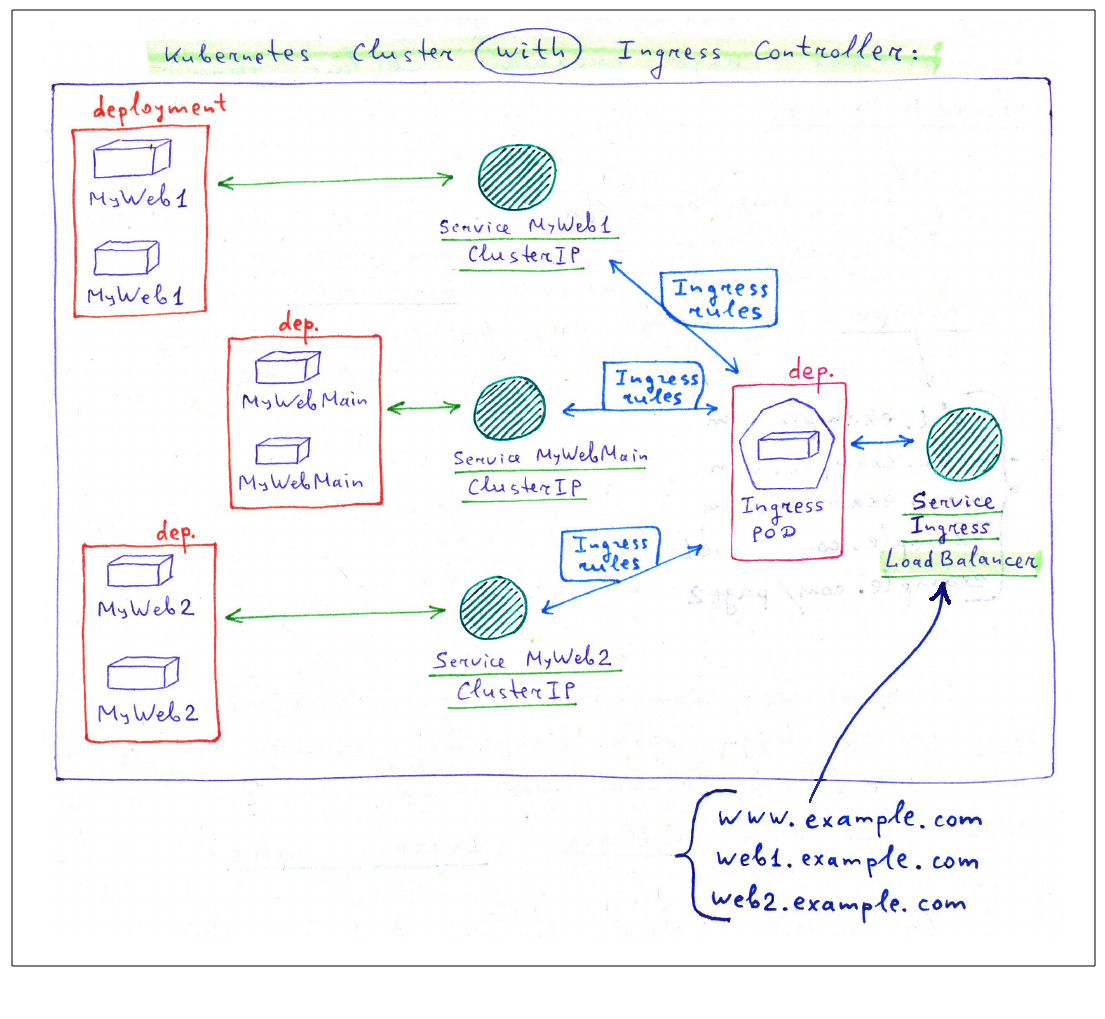 Kubernetes Cluster with Ingress Controller:
deployment
MyWeb1
MyWeb1
Service MyWeb1
ClusterIP
Ingress
rules
dep.
MyWebMain
MyWebMain
Service MyWebMain
ClusterIP
Ingress
rules
dep.
Ingress
POD
Service
Ingress
LoadBalancer
dep.
MyWeb2
MyWeb2
Service MyWeb2
ClusterIP
Ingress
rules
www.example.com
web1.example.com
web2.example.com